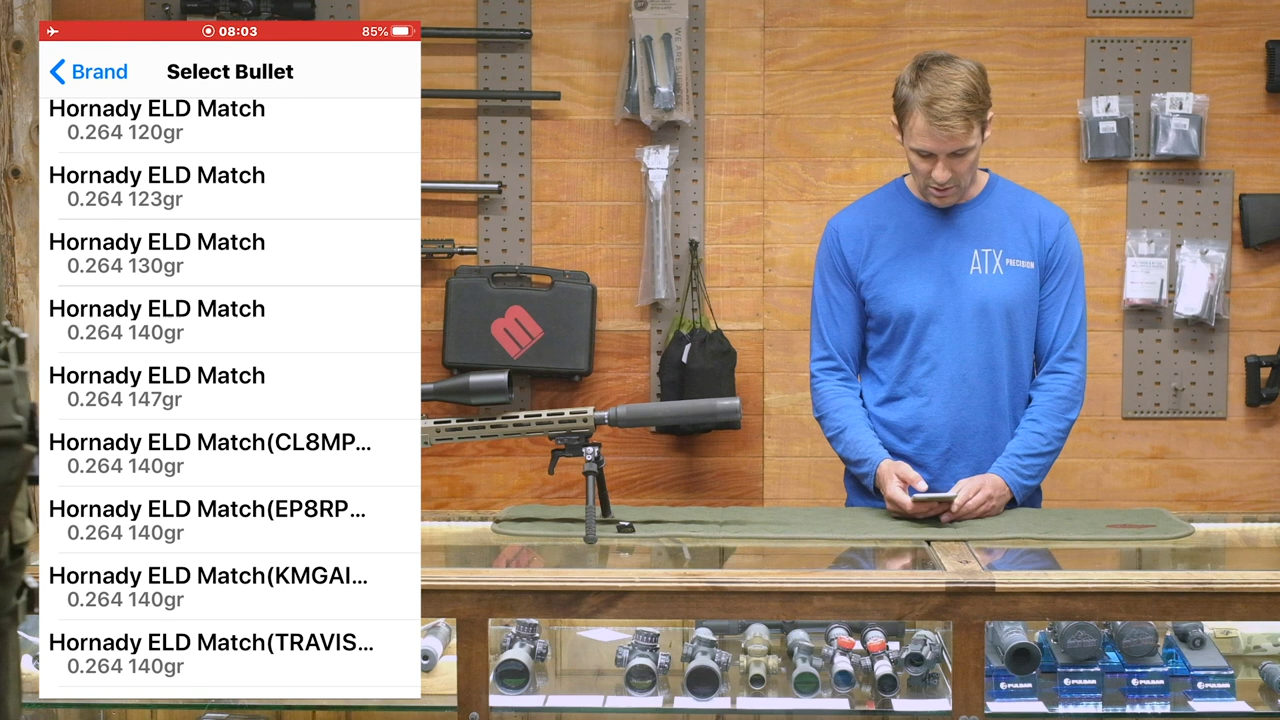 08:03
85%
Brand
Select Bullet
Hornady ELD Match
0.264 120gr
Hornady ELD Match
0.264 123gr
Hornady ELD Match
0.264 130gr
Hornady ELD Match
0.264 140gr
Hornady ELD Match
0.264 147gr
Hornady ELD Match(CL8MP...
0.264 140gr
Hornady ELD Match(EP8RP...
0.264 140gr
Hornady ELD Match(KMGAI...
0.264 140gr
Hornady ELD Match(TRAVIS...
0.264 140gr
WE ARE
ATX PRECISION
PULSAR
PULSAR
PULSAR
PULSAR